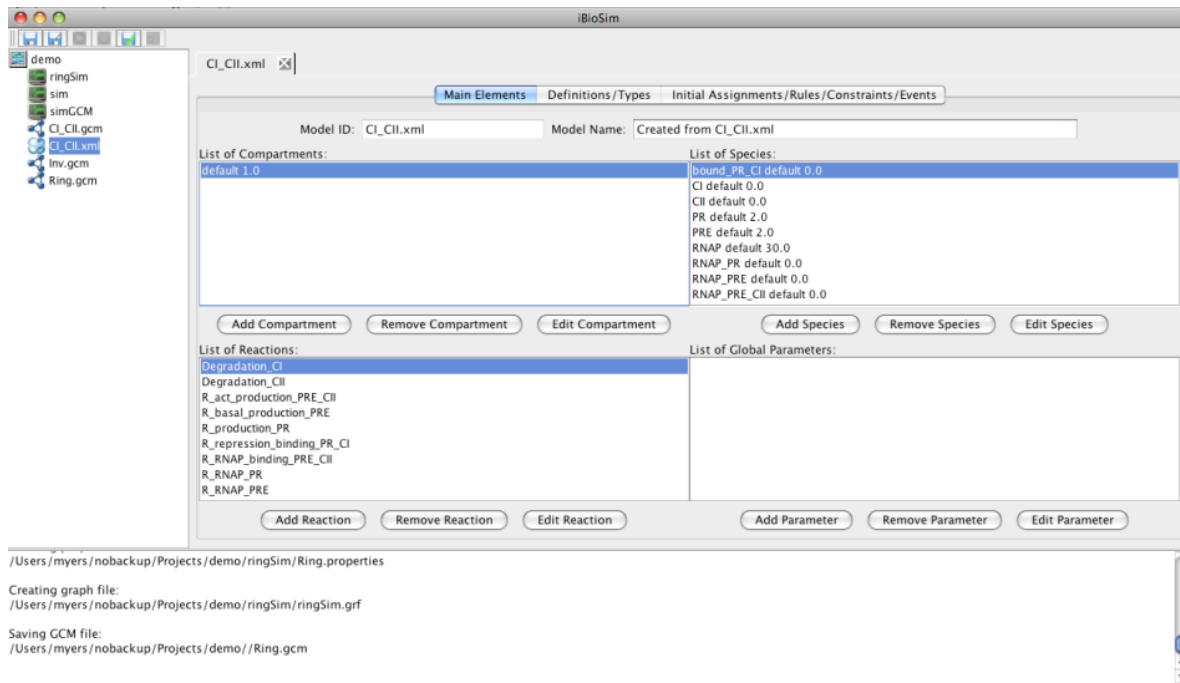 iBioSim
demo
ringSim
sim
simGCM
CI_CII.gcm
CI_CII.xml
Inv.gcm
Ring.gcm
CI_CII.xml
Main Elements Definitions/Types Initial Assignments/Rules/Constraints/Events
Model ID: CI_CII.xml Model Name: Created from CI_CII.xml
List of Compartments:
default 1.0
List of Species:
bound_PR_CI default 0.0
CI default 0.0
CII default 0.0
PR default 2.0
PRE default 2.0
RNAP default 30.0
RNAP_PR default 0.0
RNAP_PRE default 0.0
RNAP_PRE_CII default 0.0
Add Compartment Remove Compartment Edit Compartment
Add Species Remove Species Edit Species
List of Reactions:
Degradation_CI
Degradation_CII
R_act_production_PRE_CII
R_basal_production_PRE
R_production_PR
R_repression_binding_PR_CI
R_RNAP_binding_PRE_CII
R_RNAP_PR
R_RNAP_PRE
List of Global Parameters:
Add Reaction Remove Reaction Edit Reaction
Add Parameter Remove Parameter Edit Parameter
/Users/myers/nobackup/Projects/demo/ringSim/Ring.properties
Creating graph file:
/Users/myers/nobackup/Projects/demo/ringSim/ringSim.grf
Saving GCM file:
/Users/myers/nobackup/Projects/demo//Ring.gcm